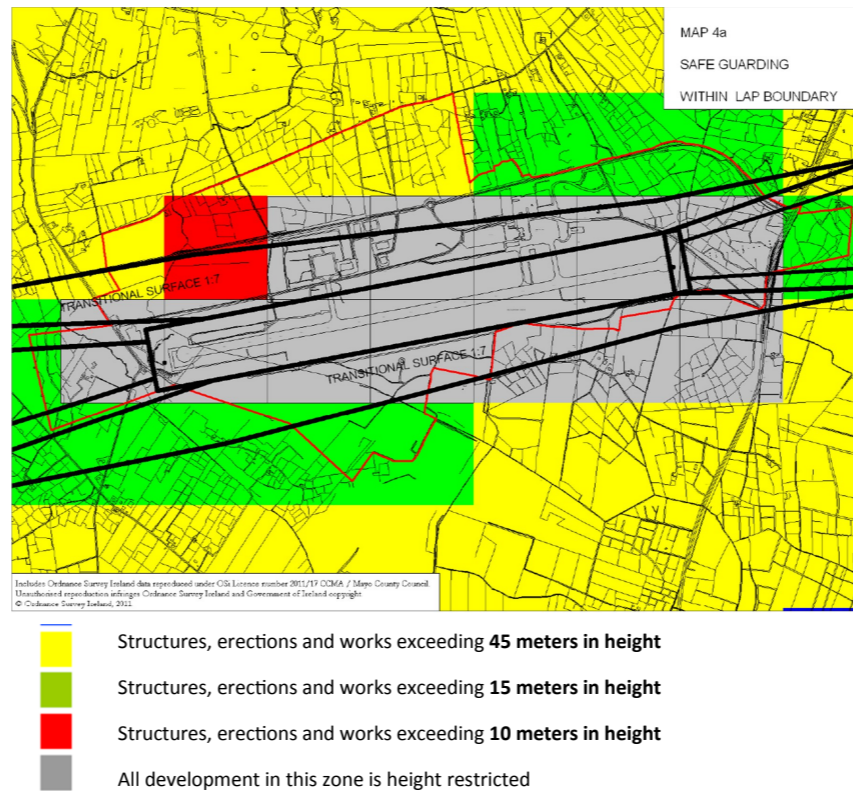 MAP 4a
SAFE GUARDING
WITHIN LAP BOUNDARY
TRANSITIONAL SURFACE 1:7
TRANSITIONAL SURFACE 1:7
Includes Ordnance Survey Ireland data reproduced under OSi Licence number 2011/17 CCMA / Mayo County Council.
Unauthorised reproduction infringes Ordnance Survey Ireland and Government of Ireland copyright
© Ordnance Survey Ireland, 2011
Structures, erections and works exceeding 45 meters in height
Structures, erections and works exceeding 15 meters in height
Structures, erections and works exceeding 10 meters in height
All development in this zone is height restricted